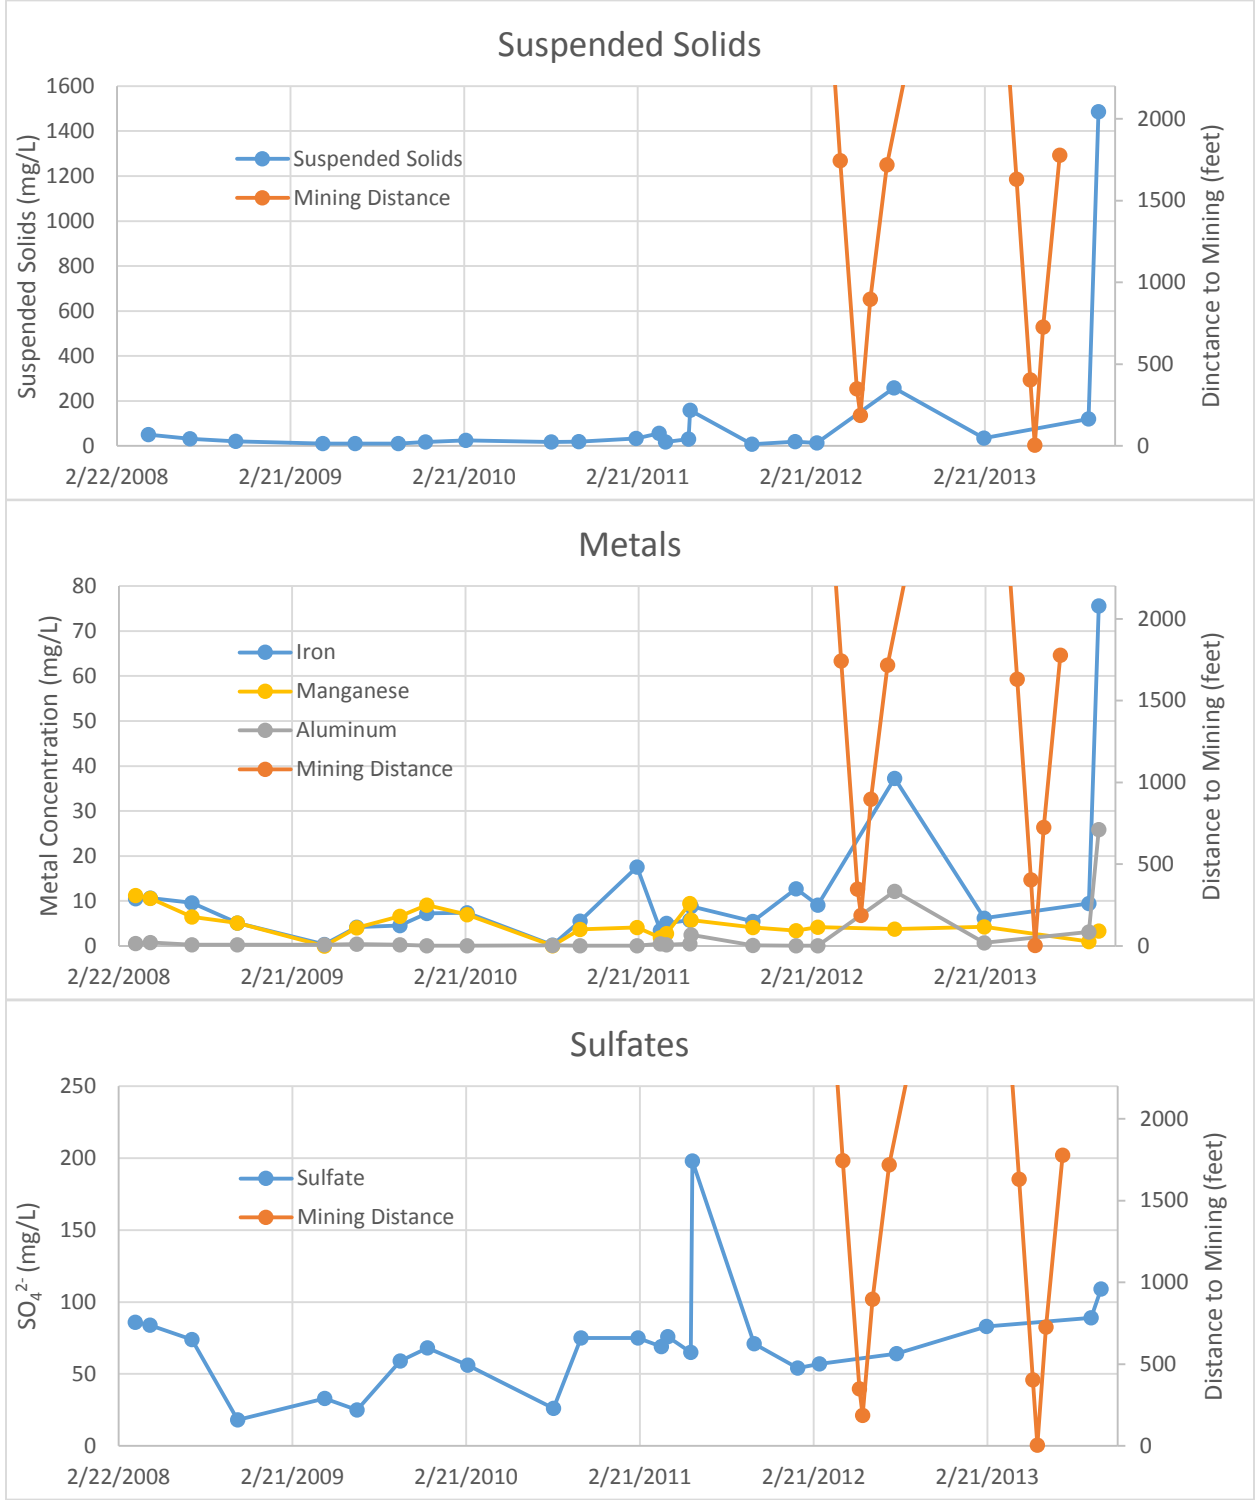 Suspended Solids
1600
1400
1200
1000
800
600
400
200
0
Suspended Solids (mg/L)
Suspended Solids
Mining Distance
2000
1500
1000
500
0
Dinctance to Mining (feet)
2/22/2008 2/21/2009 2/21/2010 2/21/2011 2/21/2012 2/21/2013
Metals
80
70
60
50
40
30
20
10
0
Metal Concentration (mg/L)
Iron
Manganese
Aluminum
Mining Distance
2000
1500
1000
500
0
Distance to Mining (feet)
2/22/2008 2/21/2009 2/21/2010 2/21/2011 2/21/2012 2/21/2013
Sulfates
250
200
150
100
50
0
SO₄²⁻ (mg/L)
Sulfate
Mining Distance
2000
1500
1000
500
0
Distance to Mining (feet)
2/22/2008 2/21/2009 2/21/2010 2/21/2011 2/21/2012 2/21/2013